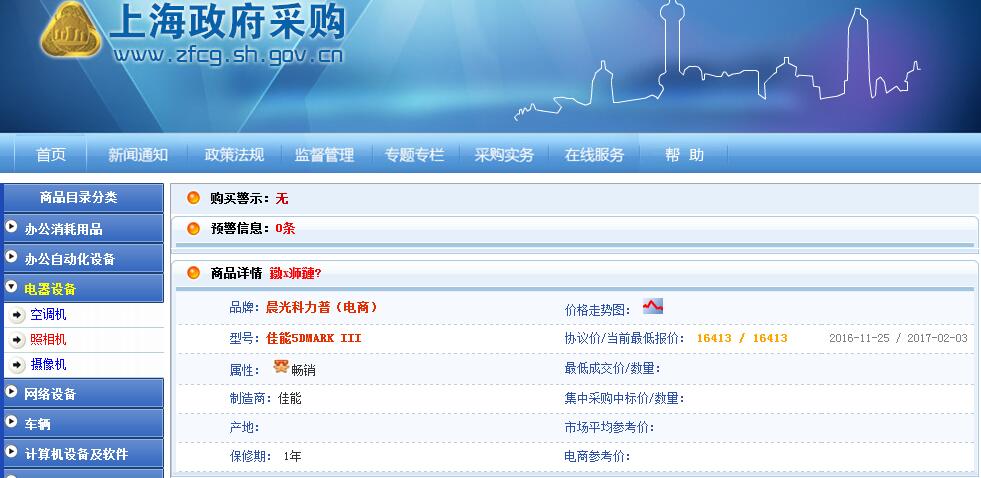 上海政府采购
www.zfcg.sh.gov.cn
首页 新闻通知 政策法规 监督管理 专题专栏 采购实务 在线服务 帮 助
商品目录分类
办公消耗用品
办公自动化设备
电器设备
空调机
照相机
摄像机
网络设备
车辆
计算机设备及软件
购买警示：无
预警信息：0条
商品详情
品牌：晨光科力普（电商） 价格走势图：
型号：佳能5DMARK III 协议价/当前最低报价： 16413 / 16413 2016-11-25 / 2017-02-03
属性： 畅销 最低成交价/数量：
制造商：佳能 集中采购中标价/数量：
产地： 市场平均参考价：
保修期： 1年 电商参考价：